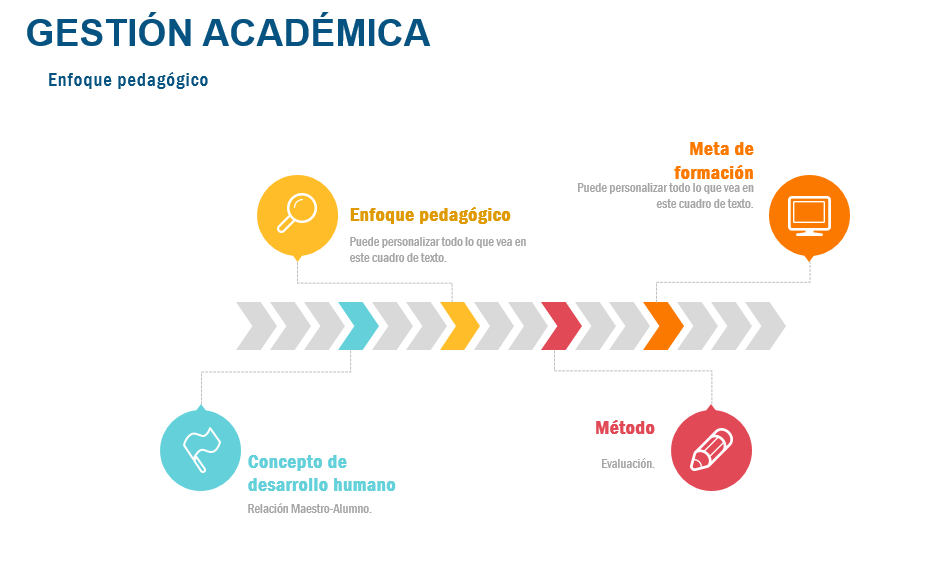 GESTIÓN ACADÉMICA
Enfoque pedagógico
Meta de
formación
Puede personalizar todo lo que vea en
este cuadro de texto.
Enfoque pedagógico
Puede personalizar todo lo que vea en
este cuadro de texto.
Método
Evaluación.
Concepto de
desarrollo humano
Relación Maestro-Alumno.